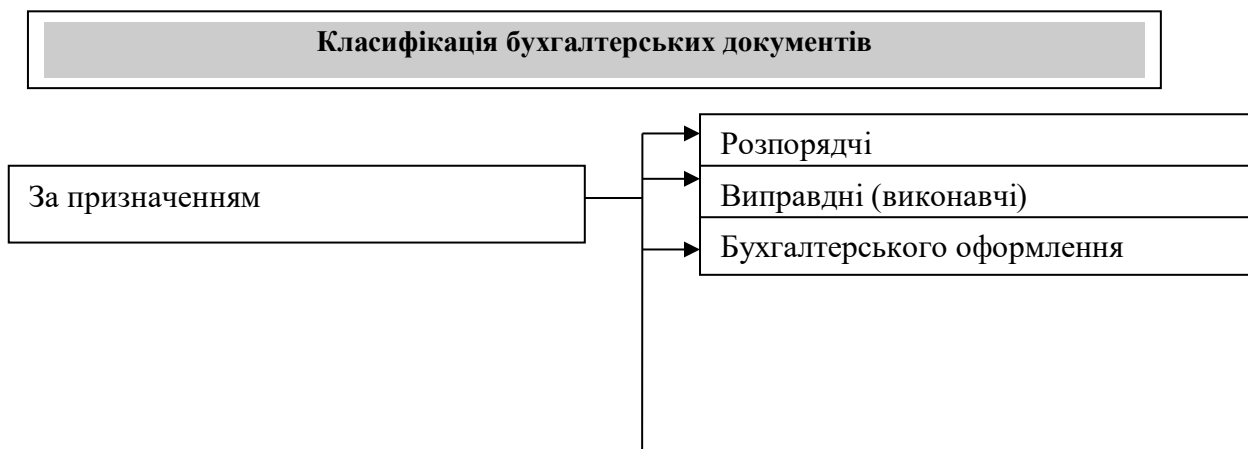 Класифікація бухгалтерських документів
Розпорядчі
За призначенням
Виправдні (виконавчі)
Бухгалтерського оформлення